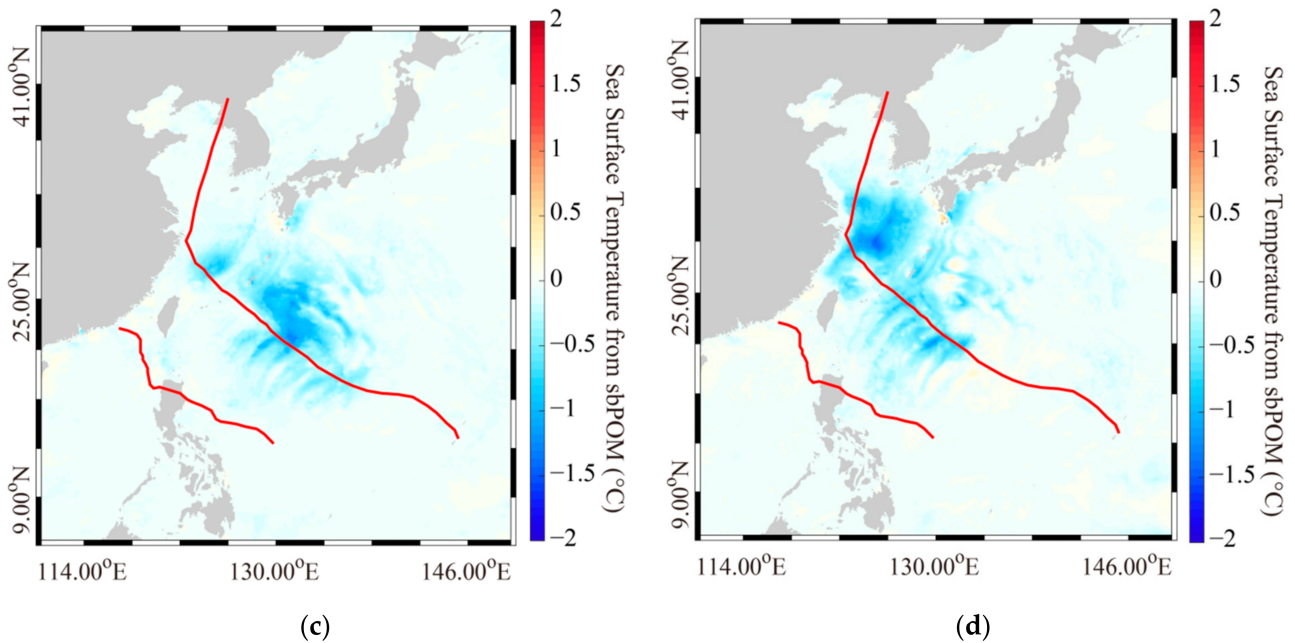 41.00°N
25.00°N
9.00°N
114.00°E
130.00°E
146.00°E
2
1.5
1
0.5
0
−0.5
−1
−1.5
−2
Sea Surface Temperature from sbPOM (°C)
(c)
41.00°N
25.00°N
9.00°N
114.00°E
130.00°E
146.00°E
2
1.5
1
0.5
0
−0.5
−1
−1.5
−2
Sea Surface Temperature from sbPOM (°C)
(d)